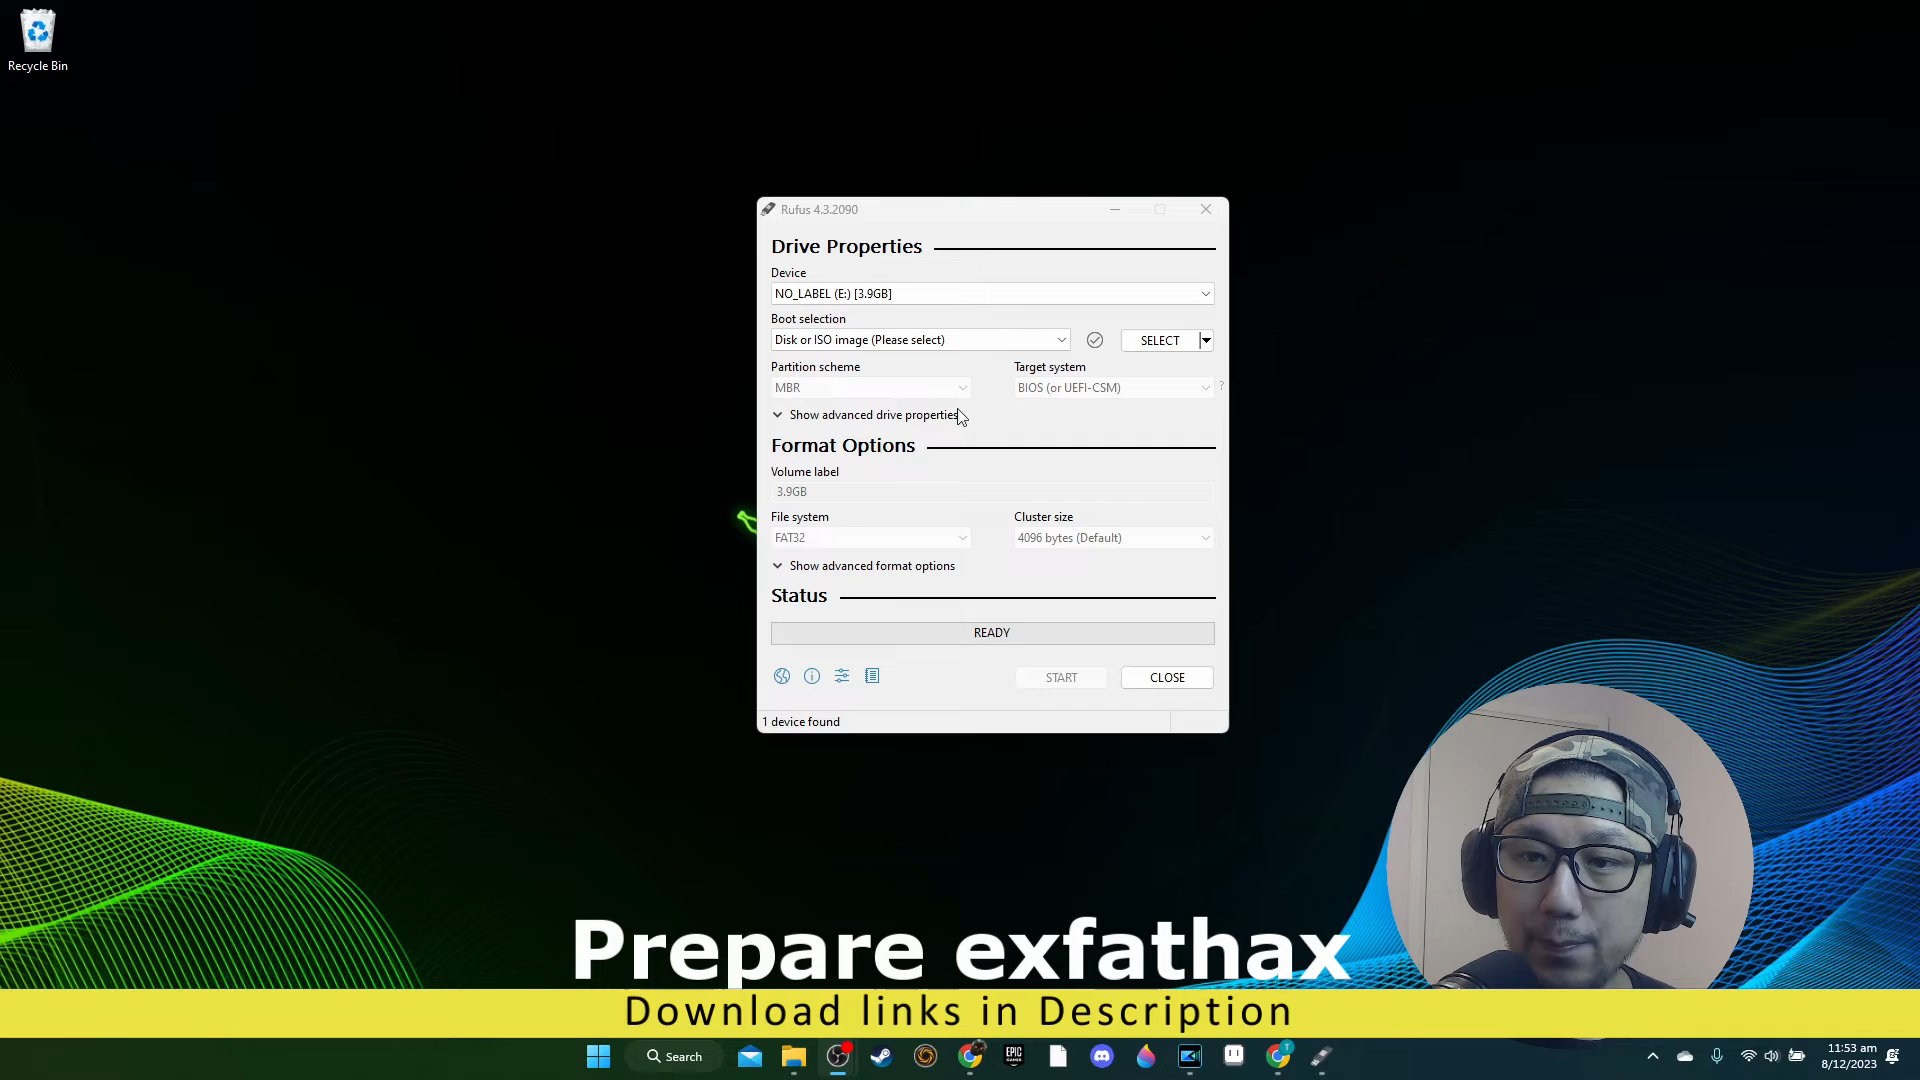 Recycle Bin
Rufus 4.3.2090
Drive Properties
Device
NO_LABEL (E:) [3.9GB]
Boot selection
Disk or ISO image (Please select)
SELECT
Partition scheme
Target system
MBR
BIOS (or UEFI-CSM)
?
Show advanced drive properties
Format Options
Volume label
3.9GB
File system
Cluster size
FAT32
4096 bytes (Default)
Show advanced format options
Status
READY
START
CLOSE
1 device found
Prepare exfathax
Download links in Description
Search
EPIC GAMES
11:53 am
8/12/2023